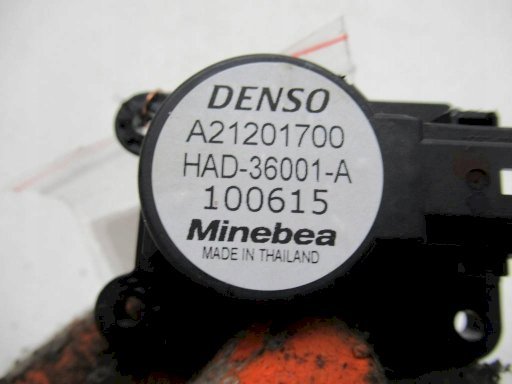 DENSO
A21201700
HAD-36001-A
100615
Minebea
MADE IN THAILAND